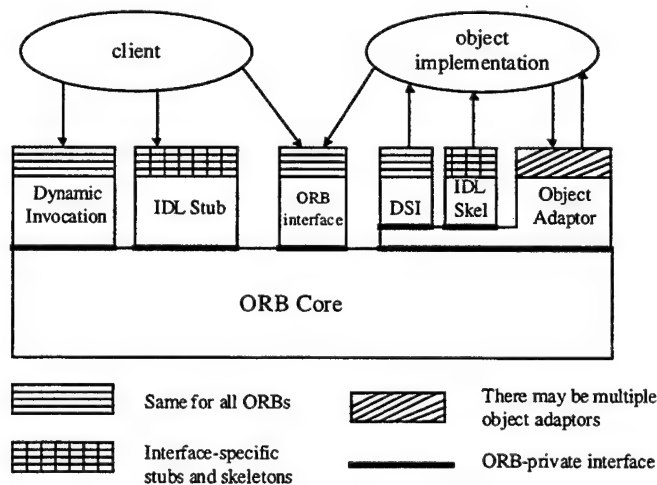 client
object
implementation
Dynamic
Invocation
IDL Stub
ORB
interface
DSI
IDL
Skel
Object
Adaptor
ORB Core
Same for all ORBs
There may be multiple
object adaptors
Interface-specific
stubs and skeletons
ORB-private interface